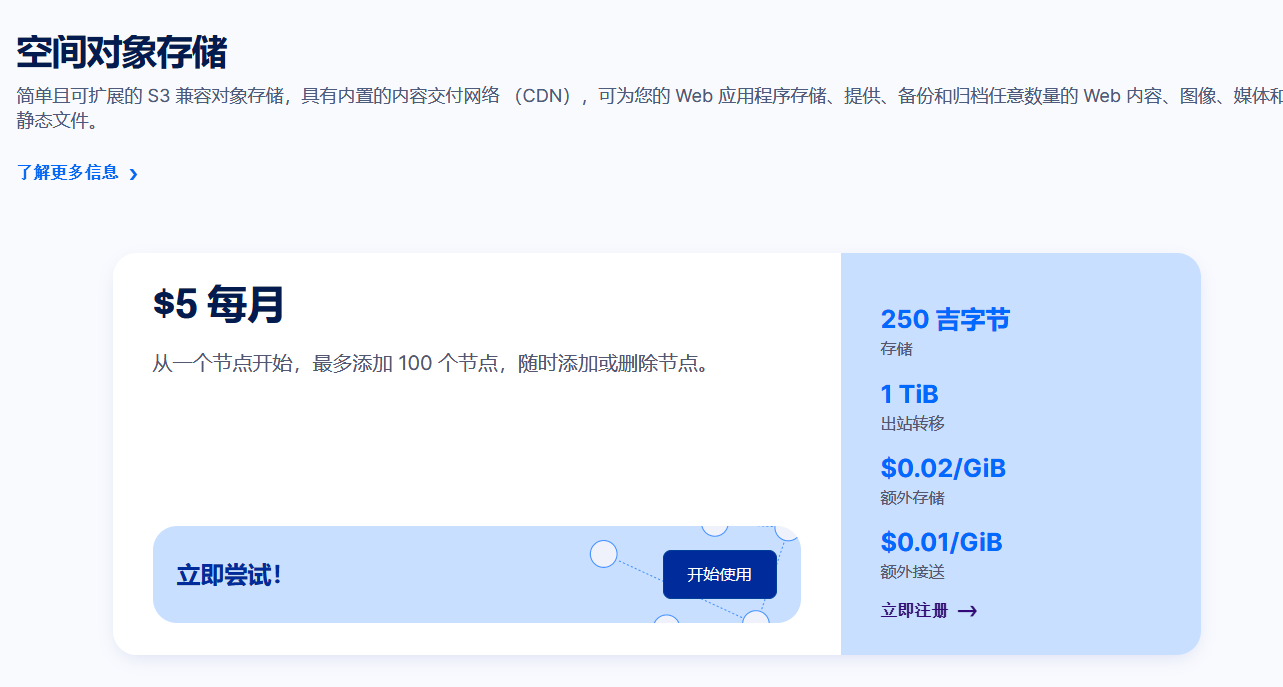 空间对象存储
简单且可扩展的 S3 兼容对象存储，具有内置的内容交付网络 （CDN），可为您的 Web 应用程序存储、提供、备份和归档任意数量的 Web 内容、图像、媒体和
静态文件。
了解更多信息 ›
$5 每月
从一个节点开始，最多添加 100 个节点，随时添加或删除节点。
立即尝试！
开始使用
250 吉字节
存储
1 TiB
出站转移
$0.02/GiB
额外存储
$0.01/GiB
额外接送
立即注册 →